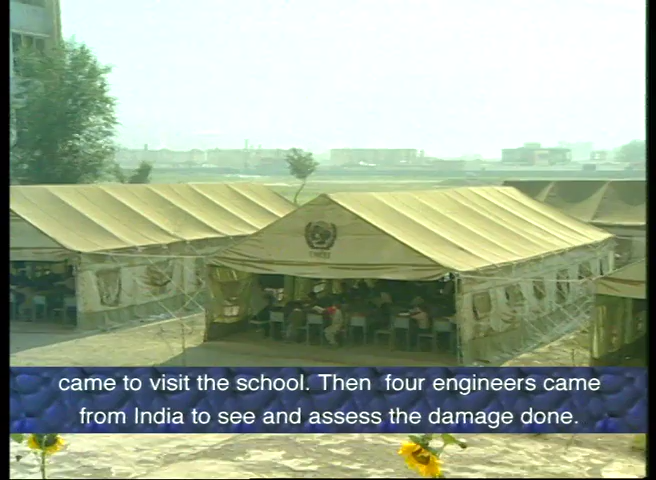 came to visit the school. Then four engineers came
from India to see and assess the damage done.